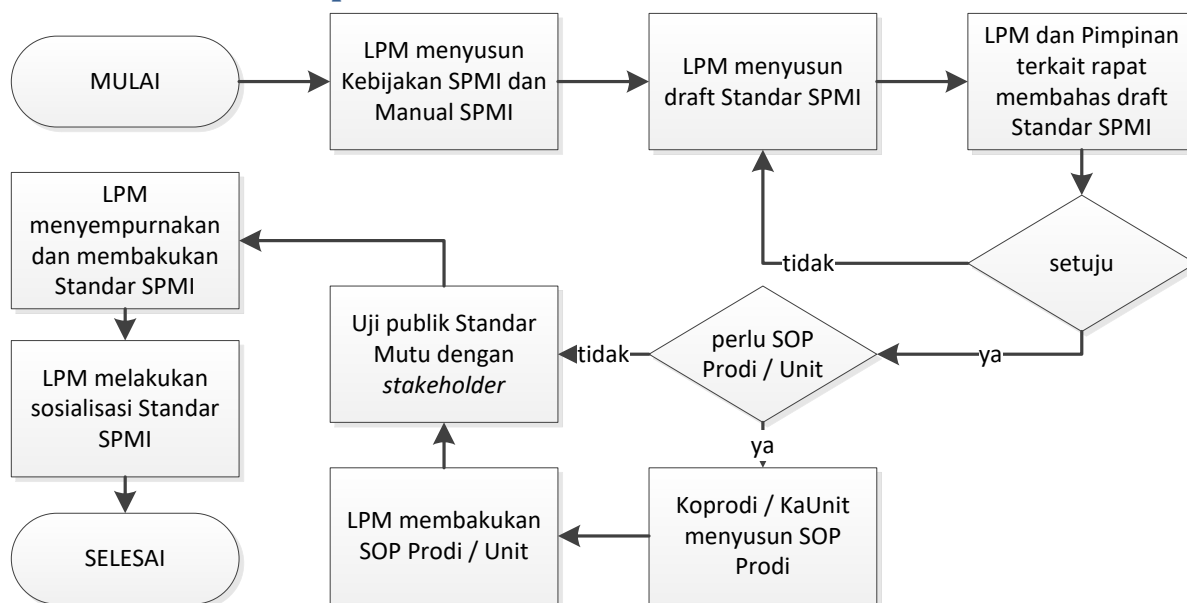 MULAI
LPM menyusun
Kebijakan SPMI dan
Manual SPMI
LPM menyusun
draft Standar SPMI
LPM dan Pimpinan
terkait rapat
membahas draft
Standar SPMI
setuju
tidak
ya
perlu SOP
Prodi / Unit
tidak
ya
Koprodi / KaUnit
menyusun SOP
Prodi
LPM membakukan
SOP Prodi / Unit
Uji publik Standar
Mutu dengan
stakeholder
LPM
menyempurnakan
dan membakukan
Standar SPMI
LPM melakukan
sosialisasi Standar
SPMI
SELESAI